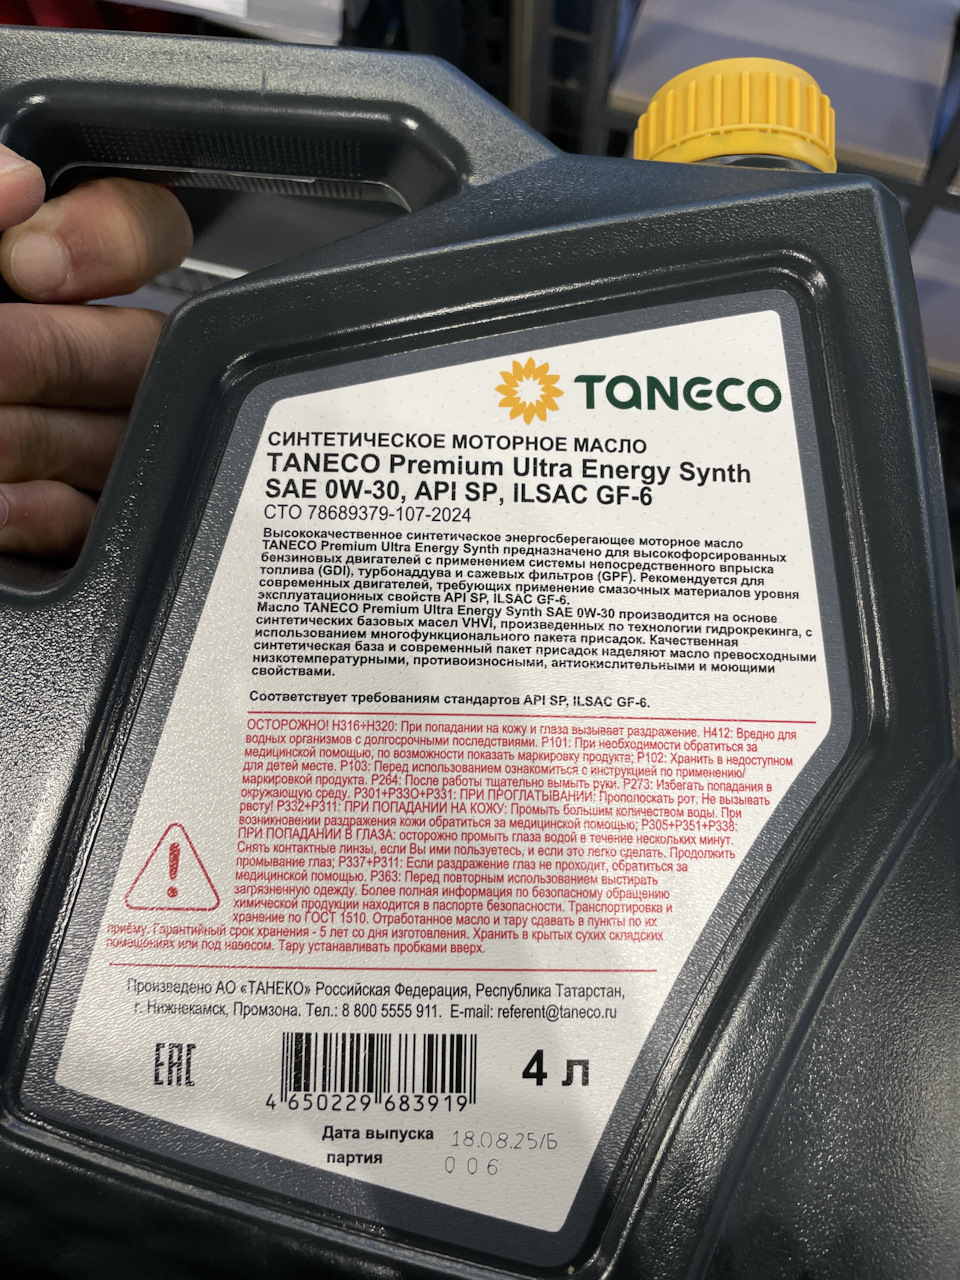 TANECO
СИНТЕТИЧЕСКОЕ МОТОРНОЕ МАСЛО
TANECO Premium Ultra Energy Synth
SAE 0W-30, API SP, ILSAC GF-6
СТО 78689379-107-2024
Высококачественное синтетическое энергосберегающее моторное масло
TANECO Premium Ultra Energy Synth предназначено для высокофорсированных
бензиновых двигателей с применением системы непосредственного впрыска
топлива (GDI), турбонаддува и сажевых фильтров (GPF). Рекомендуется для
современных двигателей, требующих применение смазочных материалов уровня
эксплуатационных свойств API SP, ILSAC GF-6.
Масло TANECO Premium Ultra Energy Synth SAE 0W-30 производится на основе
синтетических базовых масел VHVI, произведенных по технологии гидрокрекинга, с
использованием многофункционального пакета присадок. Качественная
синтетическая база и современный пакет присадок наделяют масло превосходными
низкотемпературными, противоизносными, антиокислительными и моющими
свойствами.
Соответствует требованиям стандартов API SP, ILSAC GF-6.
ОСТОРОЖНО! H316+H320: При попадании на кожу и глаза вызывает раздражение. H412: Вредно для
водных организмов с долгосрочными последствиями. P101: При необходимости обратиться за
медицинской помощью, по возможности показать маркировку продукта; P102: Хранить в недоступном
для детей месте. P103: Перед использованием ознакомиться с инструкцией по применению/
маркировкой продукта. P264: После работы тщательно вымыть руки. P273: Избегать попадания в
окружающую среду. P301+P33O+P331: ПРИ ПРОГЛАТЫВАНИИ: Прополоскать рот. Не вызывать
рвоту! P332+P311: ПРИ ПОПАДАНИИ НА КОЖУ: Промыть большим количеством воды. При
возникновении раздражения кожи обратиться за медицинской помощью; P305+P351+P338:
ПРИ ПОПАДАНИИ В ГЛАЗА: осторожно промыть глаза водой в течение нескольких минут.
Снять контактные линзы, если Вы ими пользуетесь, и если это легко сделать. Продолжить
промывание глаз; P337+P311: Если раздражение глаз не проходит, обратиться за
медицинской помощью. P363: Перед повторным использованием выстирать
загрязненную одежду. Более полная информация по безопасному обращению
химической продукции находится в паспорте безопасности. Транспортировка и
хранение по ГОСТ 1510. Отработанное масло и тару сдавать в пункты по их
приёму. Гарантийный срок хранения - 5 лет со дня изготовления. Хранить в крытых сухих складских
помещениях или под навесом. Тару устанавливать пробками вверх.
Произведено АО «ТАНЕКО» Российская Федерация, Республика Татарстан,
г. Нижнекамск, Промзона. Тел.: 8 800 5555 911. E-mail: referent@taneco.ru
EAC
4 л
4 650229 683919
Дата выпуска 18.08.25/Б
партия 006